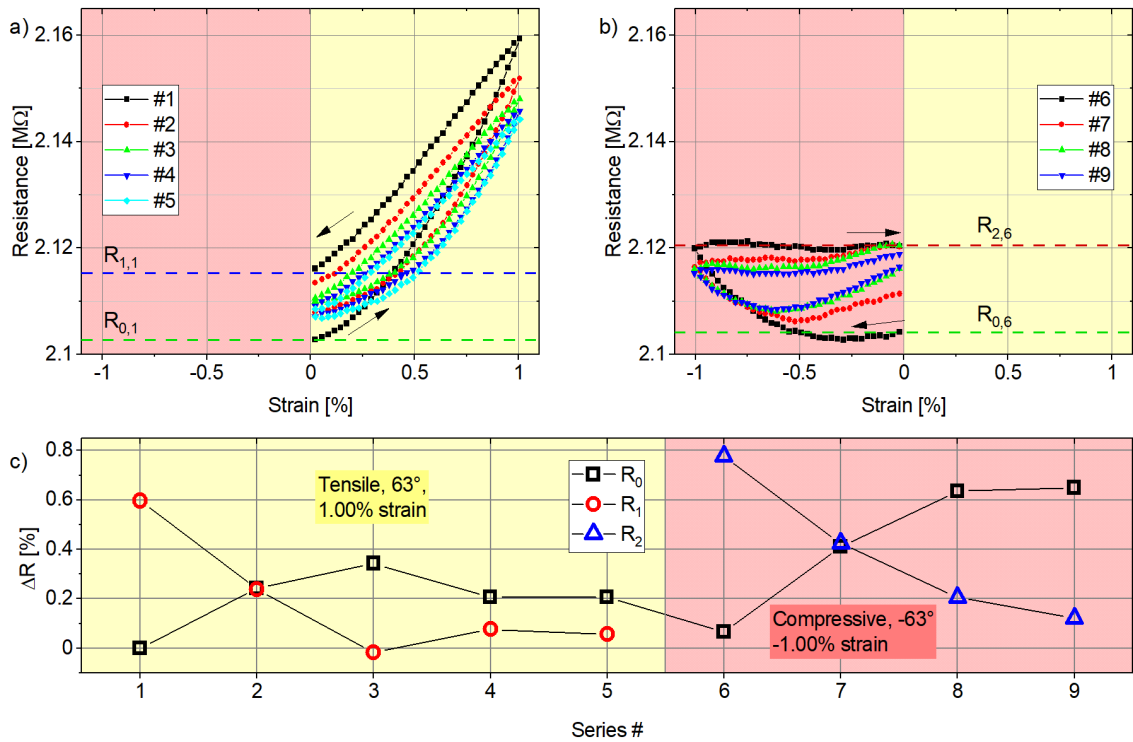 a)
2.16
2.14
2.12
2.1
Resistance [MΩ]
#1
#2
#3
#4
#5
R1,1
R0,1
-1
-0.5
0
0.5
1
Strain [%]
b)
2.16
2.14
2.12
2.1
Resistance [MΩ]
#6
#7
#8
#9
R2,6
R0,6
-1
-0.5
0
0.5
1
Strain [%]
c)
0.8
0.6
0.4
0.2
0
ΔR [%]
Tensile, 63°,
1.00% strain
R0
R1
R2
Compressive, -63°
-1.00% strain
1
2
3
4
5
6
7
8
9
Series #